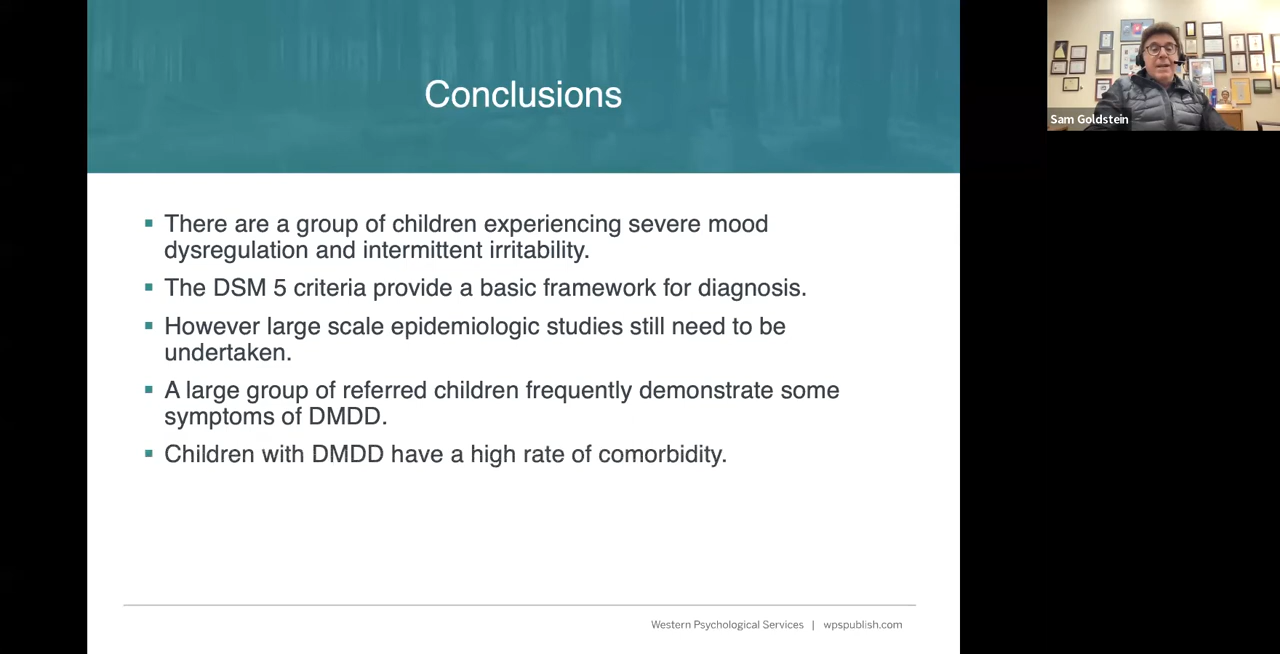 Conclusions
There are a group of children experiencing severe mood
dysregulation and intermittent irritability.
The DSM 5 criteria provide a basic framework for diagnosis.
However large scale epidemiologic studies still need to be
undertaken.
A large group of referred children frequently demonstrate some
symptoms of DMDD.
Children with DMDD have a high rate of comorbidity.
Western Psychological Services | wpspublish.com
Sam Goldstein